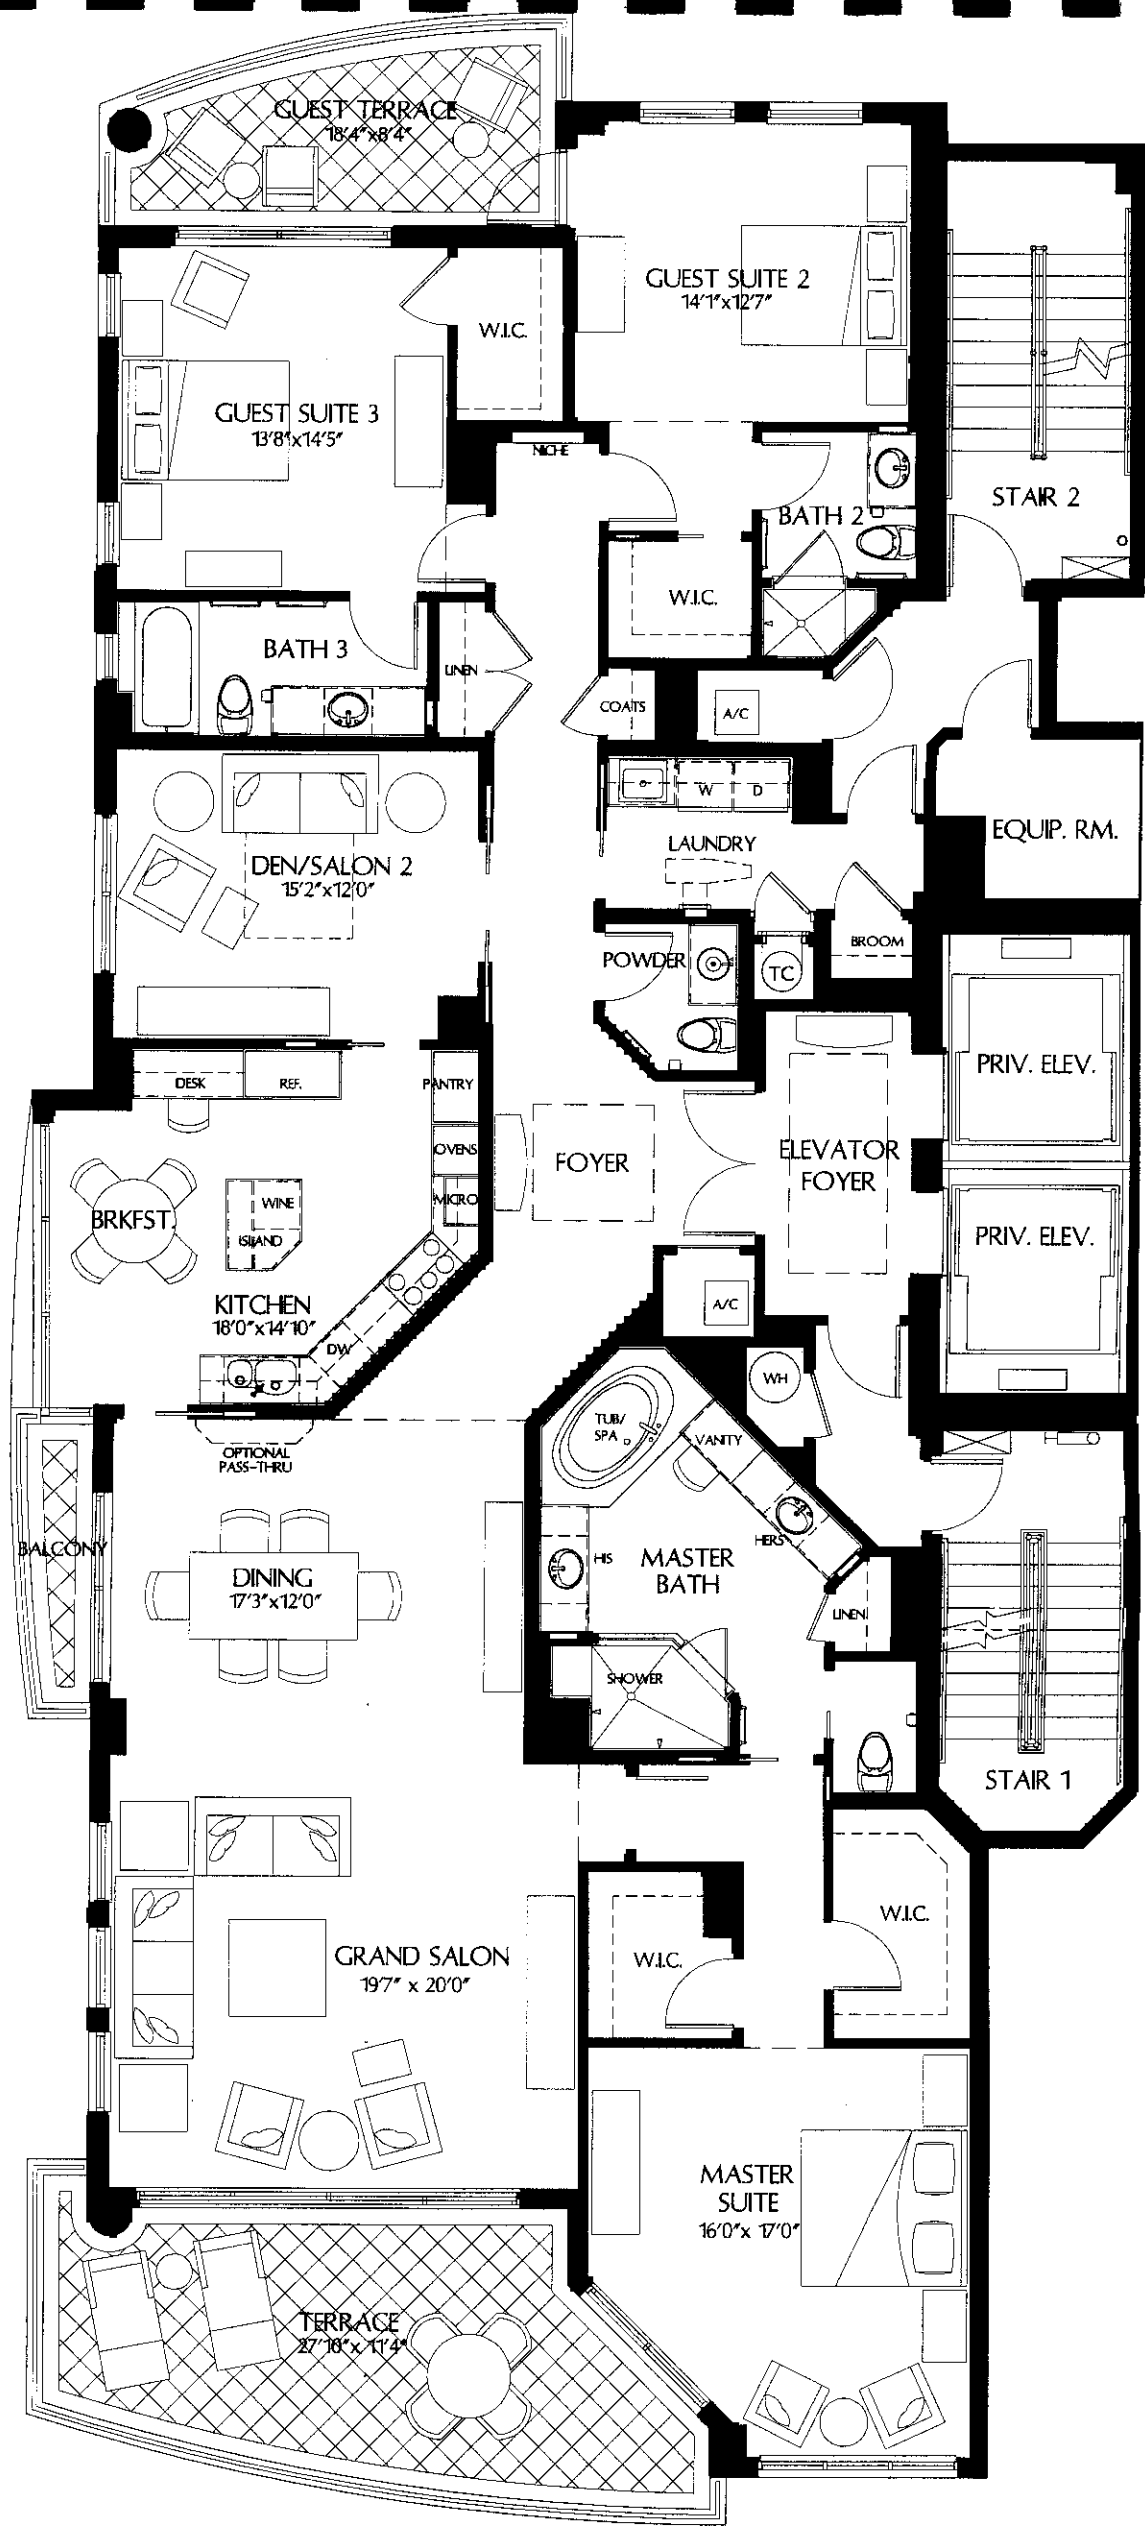 GUEST TERRACE
18'4"x8'4"
GUEST SUITE 2
14'1"x12'7"
W.I.C.
GUEST SUITE 3
13'8"x14'5"
NICHE
STAIR 2
BATH 2
W.I.C.
BATH 3
LINEN
COATS
A/C
W
D
EQUIP. RM.
LAUNDRY
DEN/SALON 2
15'2"x12'0"
BROOM
POWDER
TC
PRIV. ELEV.
DESK
REF.
PANTRY
OVENS
FOYER
ELEVATOR
FOYER
MICRO
WINE
BRKFST.
ISLAND
PRIV. ELEV.
KITCHEN
18'0"x14'10"
A/C
DW
WH
TUB/
SPA
VANITY
OPTIONAL
PASS-THRU
BALCONY
HERS
HIS
MASTER
BATH
DINING
17'3"x12'0"
LINEN
SHOWER
STAIR 1
W.I.C.
GRAND SALON
19'7" x 20'0"
W.I.C.
MASTER
SUITE
16'0"x 17'0"
TERRACE
27'10"x 11'4"